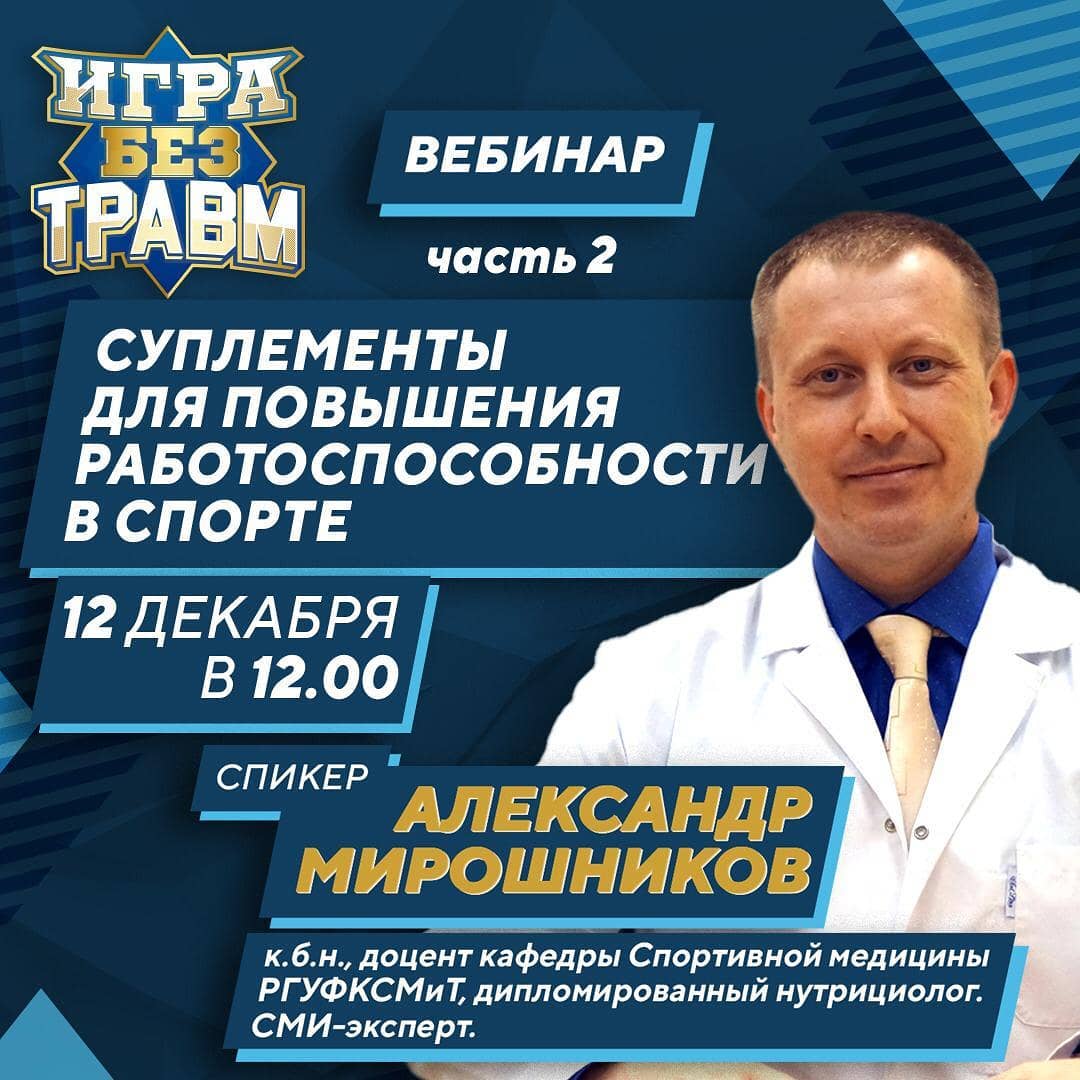 ИГРА
БЕЗ
ТРАВМ
ВЕБИНАР
часть 2
СУПЛЕМЕНТЫ
ДЛЯ ПОВЫШЕНИЯ
РАБОТОСПОСОБНОСТИ
В СПОРТЕ
12 ДЕКАБРЯ
В 12.00
СПИКЕР
АЛЕКСАНДР
МИРОШНИКОВ
к.б.н., доцент кафедры Спортивной медицины
РГУФКСМиТ, дипломированный нутрициолог.
СМИ-эксперт.